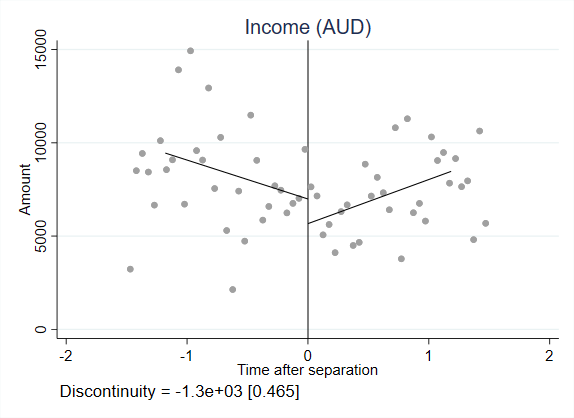 Income (AUD)
15000
10000
5000
0
Amount
-2 -1 0 1 2
Time after separation
Discontinuity = -1.3e+03 [0.465]